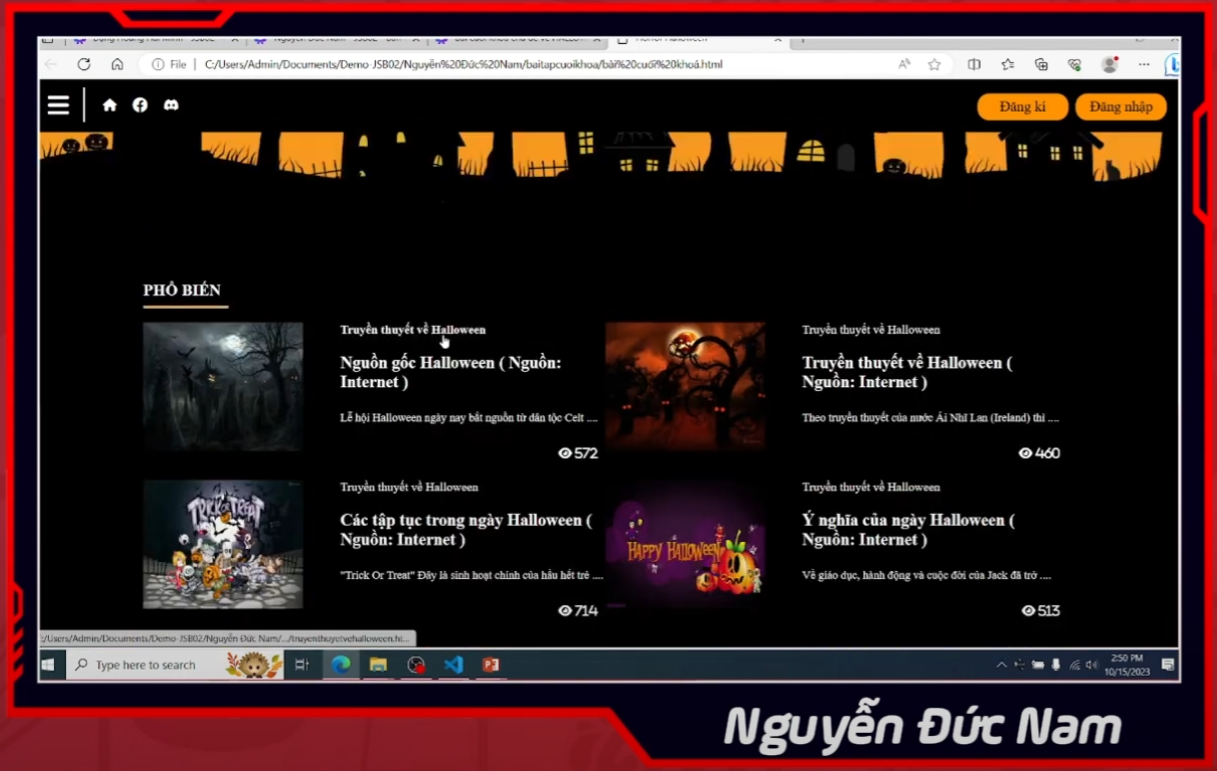 File
C:/Users/Admin/Documents/Demo-JSB02/Nguyễn%20Đức%20Nam/baitapcuoikhoa/bài%20cuối%20khoá.html
Đăng kí
Đăng nhập
PHỔ BIẾN
Truyền thuyết về Halloween
Nguồn gốc Halloween ( Nguồn:
Internet )
Lễ hội Halloween ngày nay bắt nguồn từ dân tộc Celt ....
572
Truyền thuyết về Halloween
Truyền thuyết về Halloween (
Nguồn: Internet )
Theo truyền thuyết của nước Ái Nhĩ Lan (Ireland) thì ....
460
TRICK OR TREAT
Truyền thuyết về Halloween
Các tập tục trong ngày Halloween (
Nguồn: Internet )
"Trick Or Treat" Đây là sinh hoạt chính của hầu hết trẻ ....
714
HAPPY HALLOWEEN
Truyền thuyết về Halloween
Ý nghĩa của ngày Halloween (
Nguồn: Internet )
Về giáo dục, hành động và cuộc đời của Jack đã trở ....
513
:/Users/Admin/Documents/Demo-JSB02/Nguyễn Đức Nam/.../truyenthuyetvehalloween.ht...
Type here to search
2:50 PM
10/15/2023
Nguyễn Đức Nam